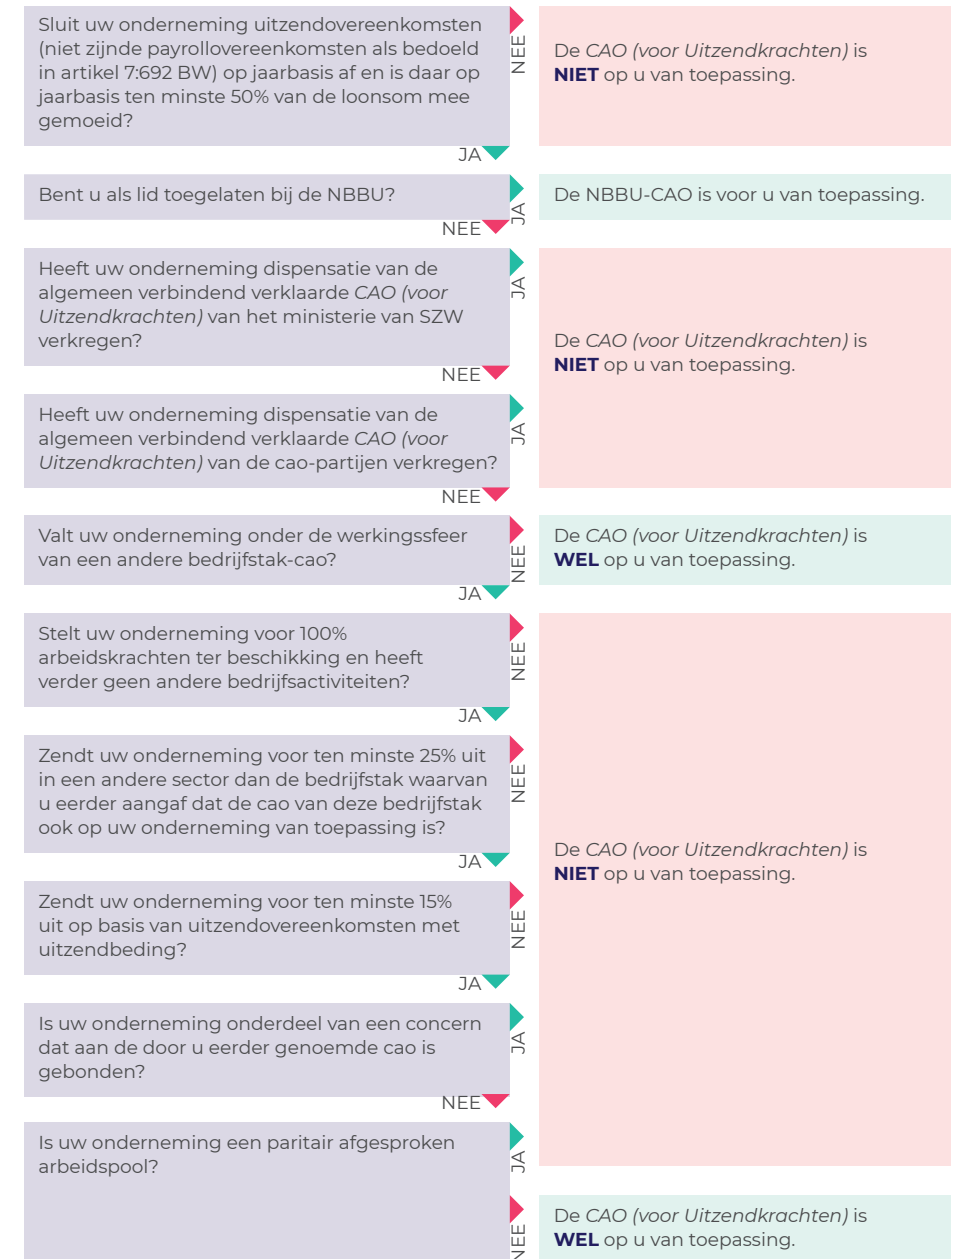 Sluit uw onderneming uitzendovereenkomsten
(niet zijnde payrollovereenkomsten als bedoeld
in artikel 7:692 BW) op jaarbasis af en is daar op
jaarbasis ten minste 50% van de loonsom mee
gemoeid?
NEE
De CAO (voor Uitzendkrachten) is
NIET op u van toepassing.
JA
Bent u als lid toegelaten bij de NBBU?
JA
De NBBU-CAO is voor u van toepassing.
NEE
Heeft uw onderneming dispensatie van de
algemeen verbindend verklaarde CAO (voor
Uitzendkrachten) van het ministerie van SZW
verkregen?
JA
De CAO (voor Uitzendkrachten) is
NIET op u van toepassing.
NEE
Heeft uw onderneming dispensatie van de
algemeen verbindend verklaarde CAO (voor
Uitzendkrachten) van de cao-partijen verkregen?
JA
NEE
Valt uw onderneming onder de werkingssfeer
van een andere bedrijfstak-cao?
NEE
De CAO (voor Uitzendkrachten) is
WEL op u van toepassing.
JA
Stelt uw onderneming voor 100%
arbeidskrachten ter beschikking en heeft
verder geen andere bedrijfsactiviteiten?
NEE
JA
Zendt uw onderneming voor ten minste 25% uit
in een andere sector dan de bedrijfstak waarvan
u eerder aangaf dat de cao van deze bedrijfstak
ook op uw onderneming van toepassing is?
NEE
De CAO (voor Uitzendkrachten) is
NIET op u van toepassing.
JA
Zendt uw onderneming voor ten minste 15%
uit op basis van uitzendovereenkomsten met
uitzendbeding?
NEE
JA
Is uw onderneming onderdeel van een concern
dat aan de door u eerder genoemde cao is
gebonden?
JA
NEE
Is uw onderneming een paritair afgesproken
arbeidspool?
JA
NEE
De CAO (voor Uitzendkrachten) is
WEL op u van toepassing.